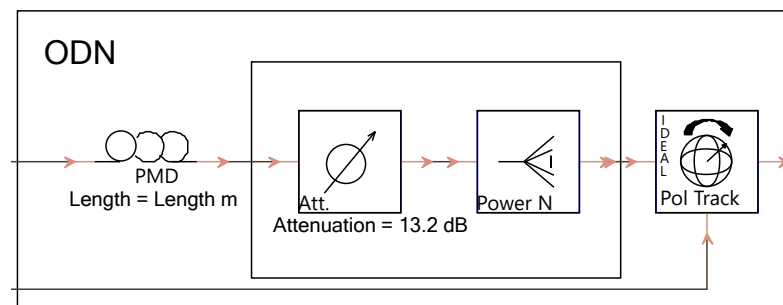 ODN
PMD
Length = Length m
Att.
Attenuation = 13.2 dB
Power N
IDEAL
Pol Track